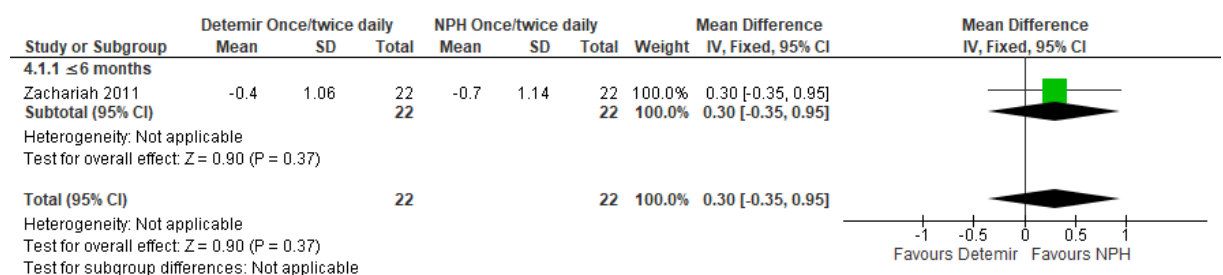 Detemir Once/twice daily NPH Once/twice daily Mean Difference Mean Difference
Study or Subgroup Mean SD Total Mean SD Total Weight IV, Fixed, 95% CI IV, Fixed, 95% CI
4.1.1 ≤6 months
Zachariah 2011 -0.4 1.06 22 -0.7 1.14 22 100.0% 0.30 [-0.35, 0.95]
Subtotal (95% CI) 22 22 100.0% 0.30 [-0.35, 0.95]
Heterogeneity: Not applicable
Test for overall effect: Z = 0.90 (P = 0.37)
Total (95% CI) 22 22 100.0% 0.30 [-0.35, 0.95]
Heterogeneity: Not applicable
Test for overall effect: Z = 0.90 (P = 0.37)
Test for subgroup differences: Not applicable
-1 -0.5 0 0.5 1
Favours Detemir Favours NPH